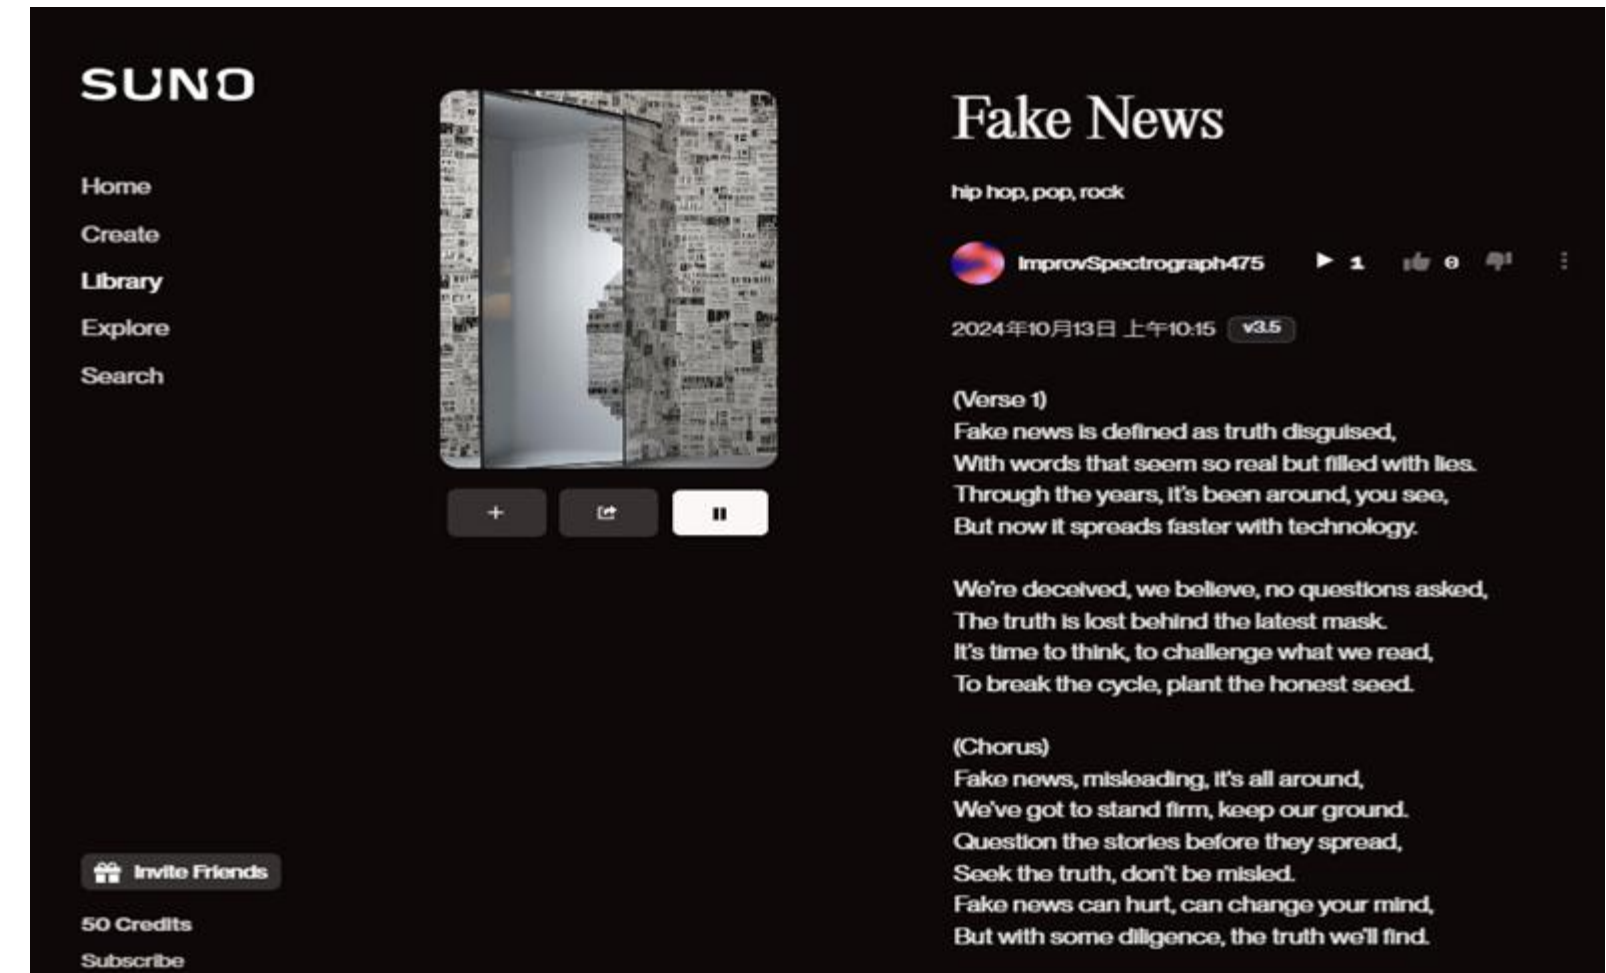 SUNO
Home
Create
Library
Explore
Search
Invite Friends
50 Credits
Subscribe
Fake News
hip hop, pop, rock
ImprovSpectrograph475
1
0
2024年10月13日 上午10:15 v3.5
(Verse 1)
Fake news is defined as truth disguised,
With words that seem so real but filled with lies.
Through the years, it's been around, you see,
But now it spreads faster with technology.
We're deceived, we believe, no questions asked,
The truth is lost behind the latest mask.
It's time to think, to challenge what we read,
To break the cycle, plant the honest seed.
(Chorus)
Fake news, misleading, it's all around,
We've got to stand firm, keep our ground.
Question the stories before they spread,
Seek the truth, don't be misled.
Fake news can hurt, can change your mind,
But with some diligence, the truth we'll find.